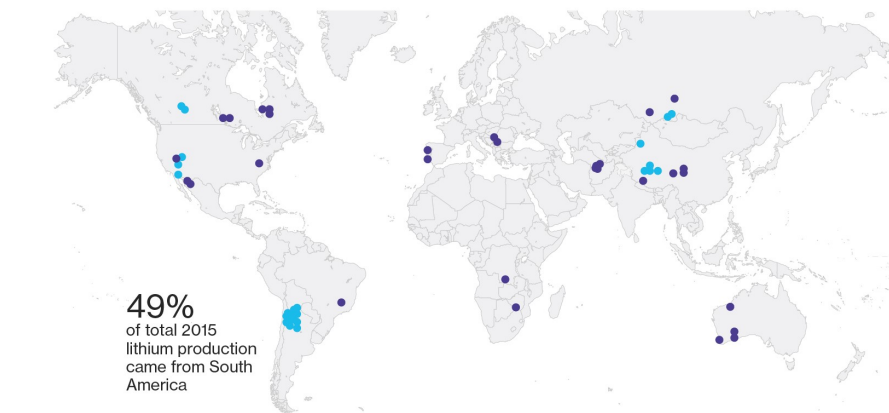 49%
of total 2015
lithium production
came from South
America